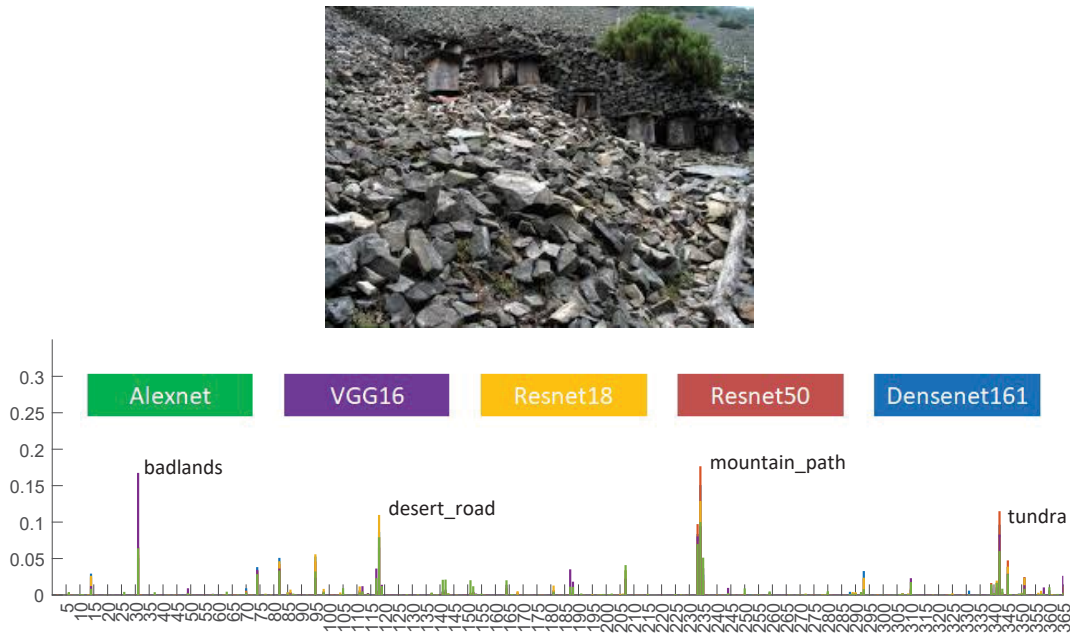 0.3
Alexnet VGG16 Resnet18 Resnet50 Densenet161
0.25
0.2
badlands mountain_path
0.15
desert_road tundra
0.1
0.05
0
5 10 15 20 25 30 35 40 45 50 55 60 65 70 75 80 85 90 95 100 105 110 115 120 125 130 135 140 145 150 155 160 165 170 175 180 185 190 195 200 205 210 215 220 225 230 235 240 245 250 255 260 265 270 275 280 285 290 295 300 305 310 315 320 325 330 335 340 345 350 355 360 365